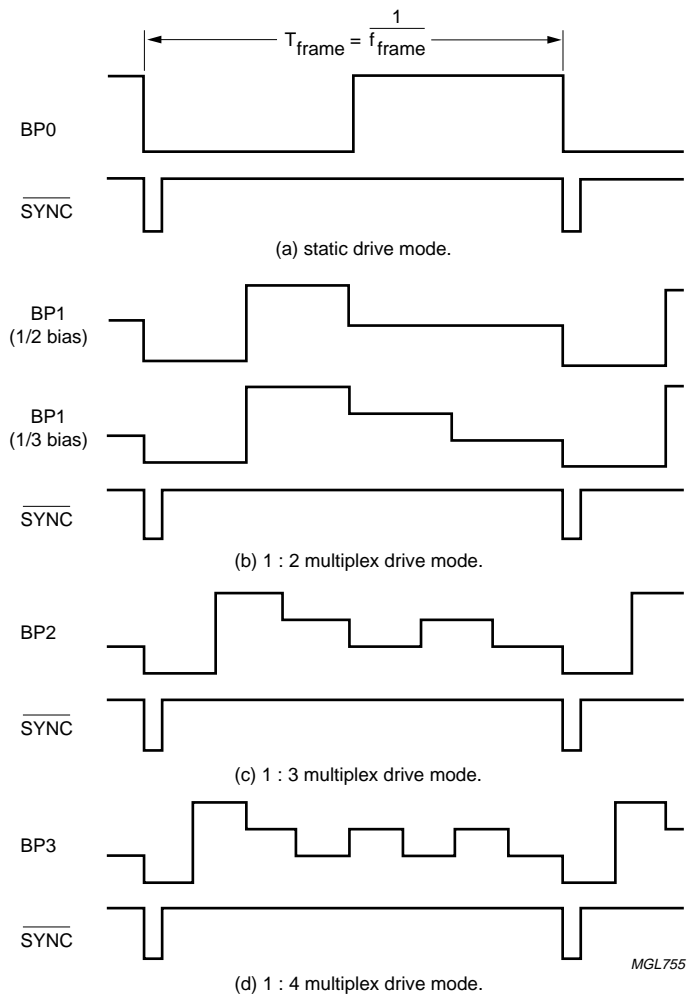 T_frame = 1 / f_frame
BP0
SYNC
(a) static drive mode.
BP1
(1/2 bias)
BP1
(1/3 bias)
SYNC
(b) 1 : 2 multiplex drive mode.
BP2
SYNC
(c) 1 : 3 multiplex drive mode.
BP3
SYNC
MGL755
(d) 1 : 4 multiplex drive mode.